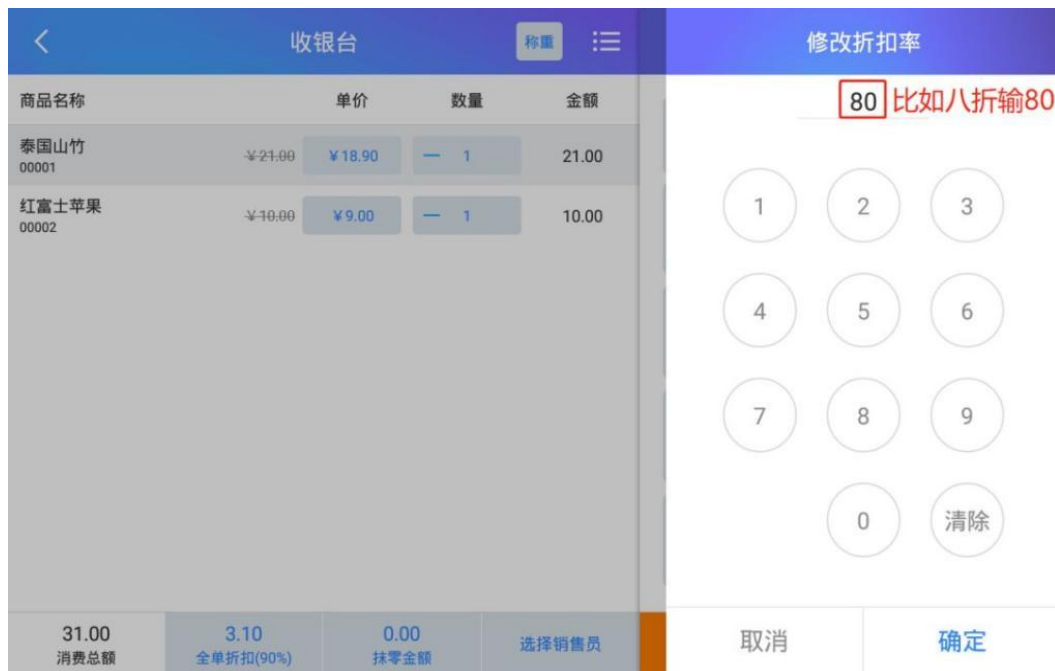 收银台 称重
商品名称 单价 数量 金额
泰国山竹
00001
¥21.00 ¥18.90 — 1 21.00
红富士苹果
00002
¥10.00 ¥9.00 — 1 10.00
31.00
消费总额
3.10
全单折扣(90%)
0.00
抹零金额
选择销售员
修改折扣率
80 比如八折输80
1 2 3
4 5 6
7 8 9
0 清除
取消 确定